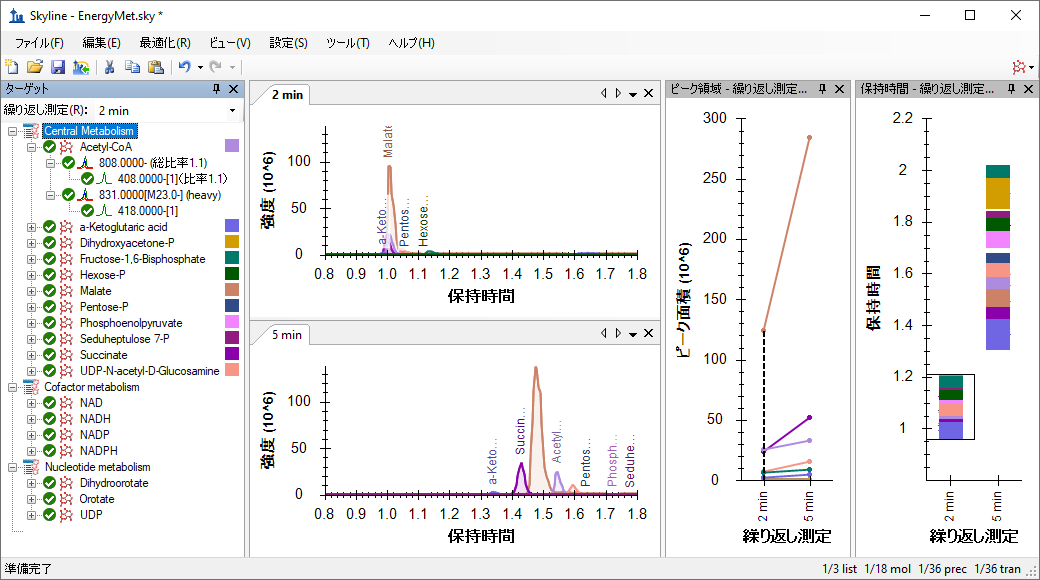 Skyline - EnergyMet.sky *
ファイル(F) 編集(E) 最適化(R) ビュー(V) 設定(S) ツール(T) ヘルプ(H)
ターゲット
繰り返し測定(R): 2 min
Central Metabolism
Acetyl-CoA
808.0000- (総比率1.1)
408.0000-[1](比率1.1)
831.0000[M23.0-] (heavy)
418.0000-[1]
a-Ketoglutaric acid
Dihydroxyacetone-P
Fructose-1,6-Bisphosphate
Hexose-P
Malate
Pentose-P
Phosphoenolpyruvate
Seduheptulose 7-P
Succinate
UDP-N-acetyl-D-Glucosamine
Cofactor metabolism
NAD
NADH
NADP
NADPH
Nucleotide metabolism
Dihydroorotate
Orotate
UDP
2 min
強度 (10^6)
100
50
0
Malate
a-Keto...
Pentos...
Hexose...
0.8 0.9 1.0 1.1 1.2 1.3 1.4 1.5 1.6 1.7 1.8
保持時間
5 min
強度 (10^6)
100
50
0
a-Keto...
Succin...
Acetyl...
Pentos...
Phosph...
Seduhe...
0.8 0.9 1.0 1.1 1.2 1.3 1.4 1.5 1.6 1.7 1.8
保持時間
ピーク領域 - 繰り返し測定...
ピーク面積 (10^6)
300
250
200
150
100
50
0
2 min
5 min
繰り返し測定
保持時間 - 繰り返し測定...
保持時間
2.2
2
1.8
1.6
1.4
1.2
1
2 min
5 min
繰り返し測定
準備完了
1/3 list 1/18 mol 1/36 prec 1/36 tran